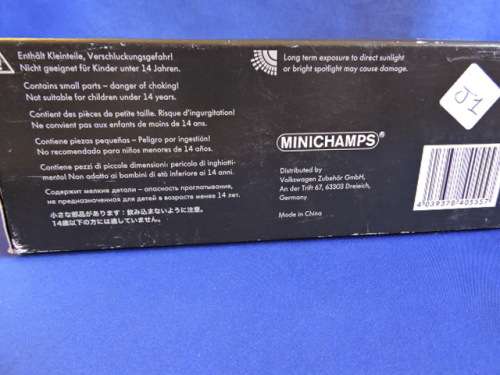 Enthält Kleinteile, Verschluckungsgefahr!
Nicht geeignet für Kinder unter 14 Jahren.
Contains small parts – danger of choking!
Not suitable for children under 14 years.
Contient des pièces de petite taille. Risque d'ingurgitation!
Ne convient pas aux enfants de moins de 14 ans.
Contiene piezas pequeñas – Peligro por ingestión!
No recomendado para niños menores de 14 años.
Contiene pezzi di piccole dimensioni: pericolo di inghiotti-
mento! Non adatto ai bambini di età inferiore ai 14 anni.
Содержит мелкие детали — опасность проглатывания,
не предназначенная для детей в возрасте менее 14 лет.
小さな部品があります：飲み込まないように注意。
14歳以下の方には適していません。
Long term exposure to direct sunlight
or bright spotlight may cause damage.
MINICHAMPS®
Distributed by
Volkswagen Zubehör GmbH,
An der Trift 67, 63303 Dreieich,
Germany
Made in China
J1
4039378405357